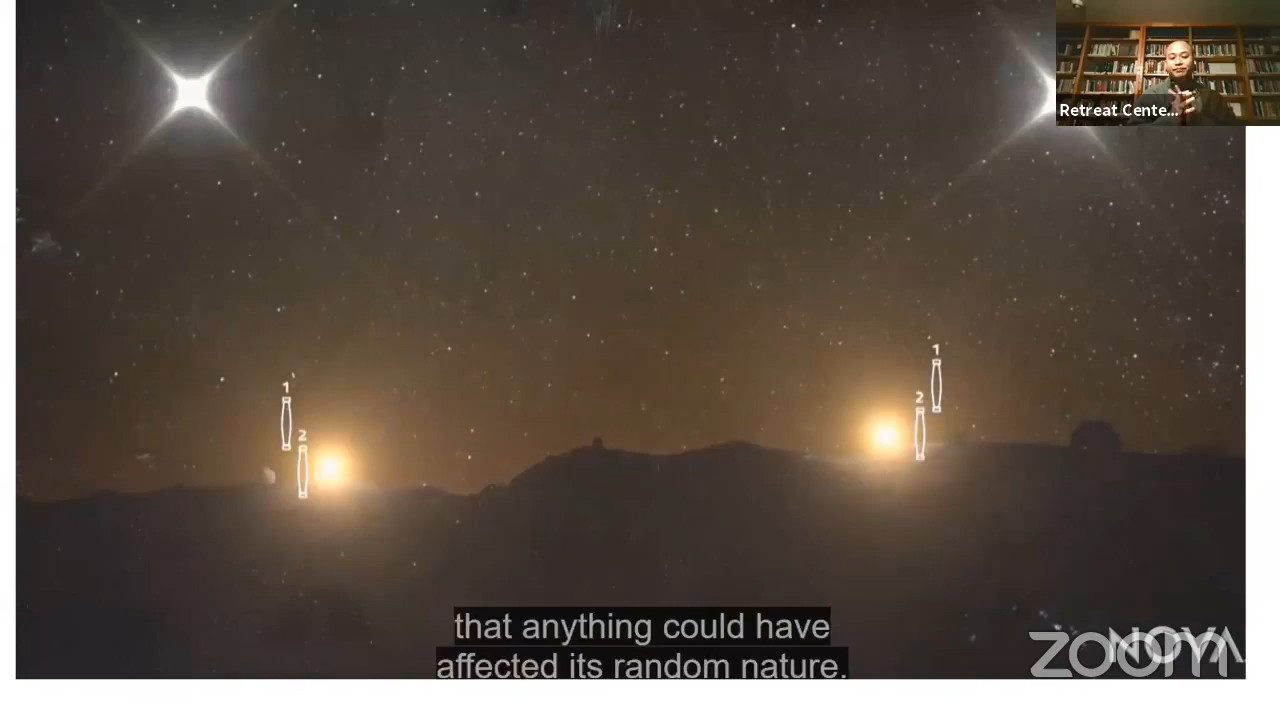 Retreat Cente...
1
1
2
2
that anything could have
affected its random nature.
NOVA
zoom